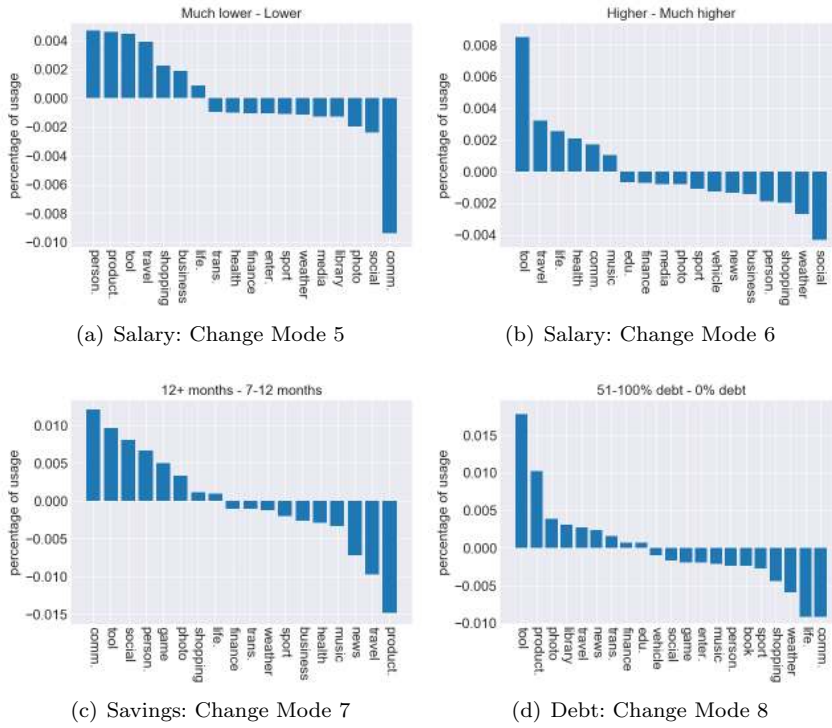 Much lower - Lower
percentage of usage
0.004
0.002
0.000
−0.002
−0.004
−0.006
−0.008
−0.010
person.
product.
tool
travel
shopping
business
life.
trans.
health
finance
enter.
sport
weather
media
library
photo
social
comm.
(a) Salary: Change Mode 5
Higher - Much higher
percentage of usage
0.008
0.006
0.004
0.002
0.000
−0.002
−0.004
tool
travel
life.
health
comm.
music
edu.
finance
media
photo
sport
vehicle
news
business
person.
shopping
weather
social
(b) Salary: Change Mode 6
12+ months - 7-12 months
percentage of usage
0.010
0.005
0.000
−0.005
−0.010
−0.015
comm.
tool
social
person.
game
photo
shopping
life.
finance
trans.
weather
sport
business
health
music
news
travel
product.
(c) Savings: Change Mode 7
51-100% debt - 0% debt
percentage of usage
0.015
0.010
0.005
0.000
−0.005
−0.010
tool
product.
photo
library
travel
news
trans.
finance
edu.
vehicle
social
game
enter.
music
person.
book
sport
shopping
weather
life.
comm.
(d) Debt: Change Mode 8